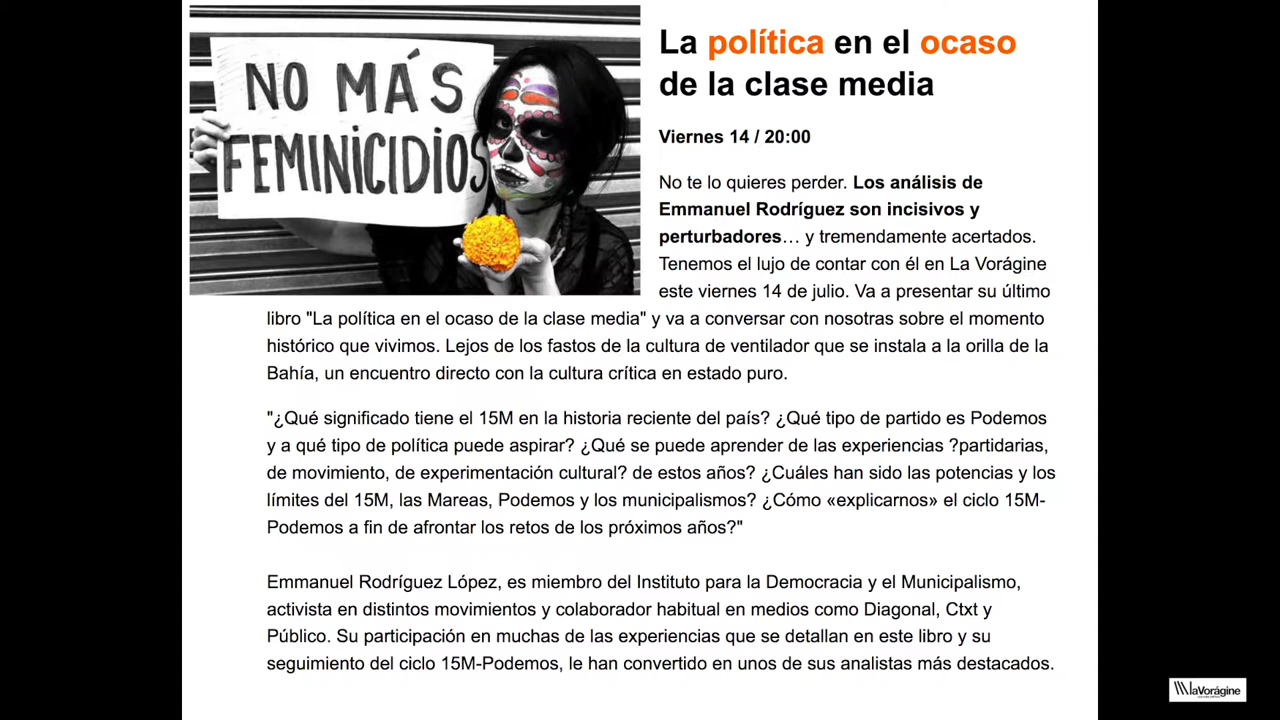 NO MÁS
FEMINICIDIOS
La política en el ocaso
de la clase media
Viernes 14 / 20:00
No te lo quieres perder. Los análisis de
Emmanuel Rodríguez son incisivos y
perturbadores… y tremendamente acertados.
Tenemos el lujo de contar con él en La Vorágine
este viernes 14 de julio. Va a presentar su último
libro "La política en el ocaso de la clase media" y va a conversar con nosotras sobre el momento
histórico que vivimos. Lejos de los fastos de la cultura de ventilador que se instala a la orilla de la
Bahía, un encuentro directo con la cultura crítica en estado puro.
"¿Qué significado tiene el 15M en la historia reciente del país? ¿Qué tipo de partido es Podemos
y a qué tipo de política puede aspirar? ¿Qué se puede aprender de las experiencias ?partidarias,
de movimiento, de experimentación cultural? de estos años? ¿Cuáles han sido las potencias y los
límites del 15M, las Mareas, Podemos y los municipalismos? ¿Cómo «explicarnos» el ciclo 15M-
Podemos a fin de afrontar los retos de los próximos años?"
Emmanuel Rodríguez López, es miembro del Instituto para la Democracia y el Municipalismo,
activista en distintos movimientos y colaborador habitual en medios como Diagonal, Ctxt y
Público. Su participación en muchas de las experiencias que se detallan en este libro y su
seguimiento del ciclo 15M-Podemos, le han convertido en unos de sus analistas más destacados.
laVorágine